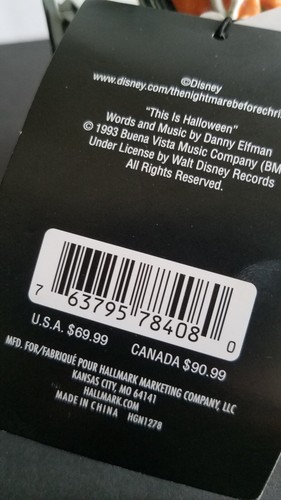 ©Disney
www.disney.com/thenightmarebeforechri
"This is Halloween"
Words and Music by Danny Elfman
© 1993 Buena Vista Music Company (BM
Under License by Walt Disney Records
All Rights Reserved.
7 63795 78408 0
U.S.A. $69.99 CANADA $90.99
MFD. FOR/FABRIQUÉ POUR HALLMARK MARKETING COMPANY, LLC
KANSAS CITY, MO 64141
HALLMARK.COM
MADE IN CHINA HGN1278